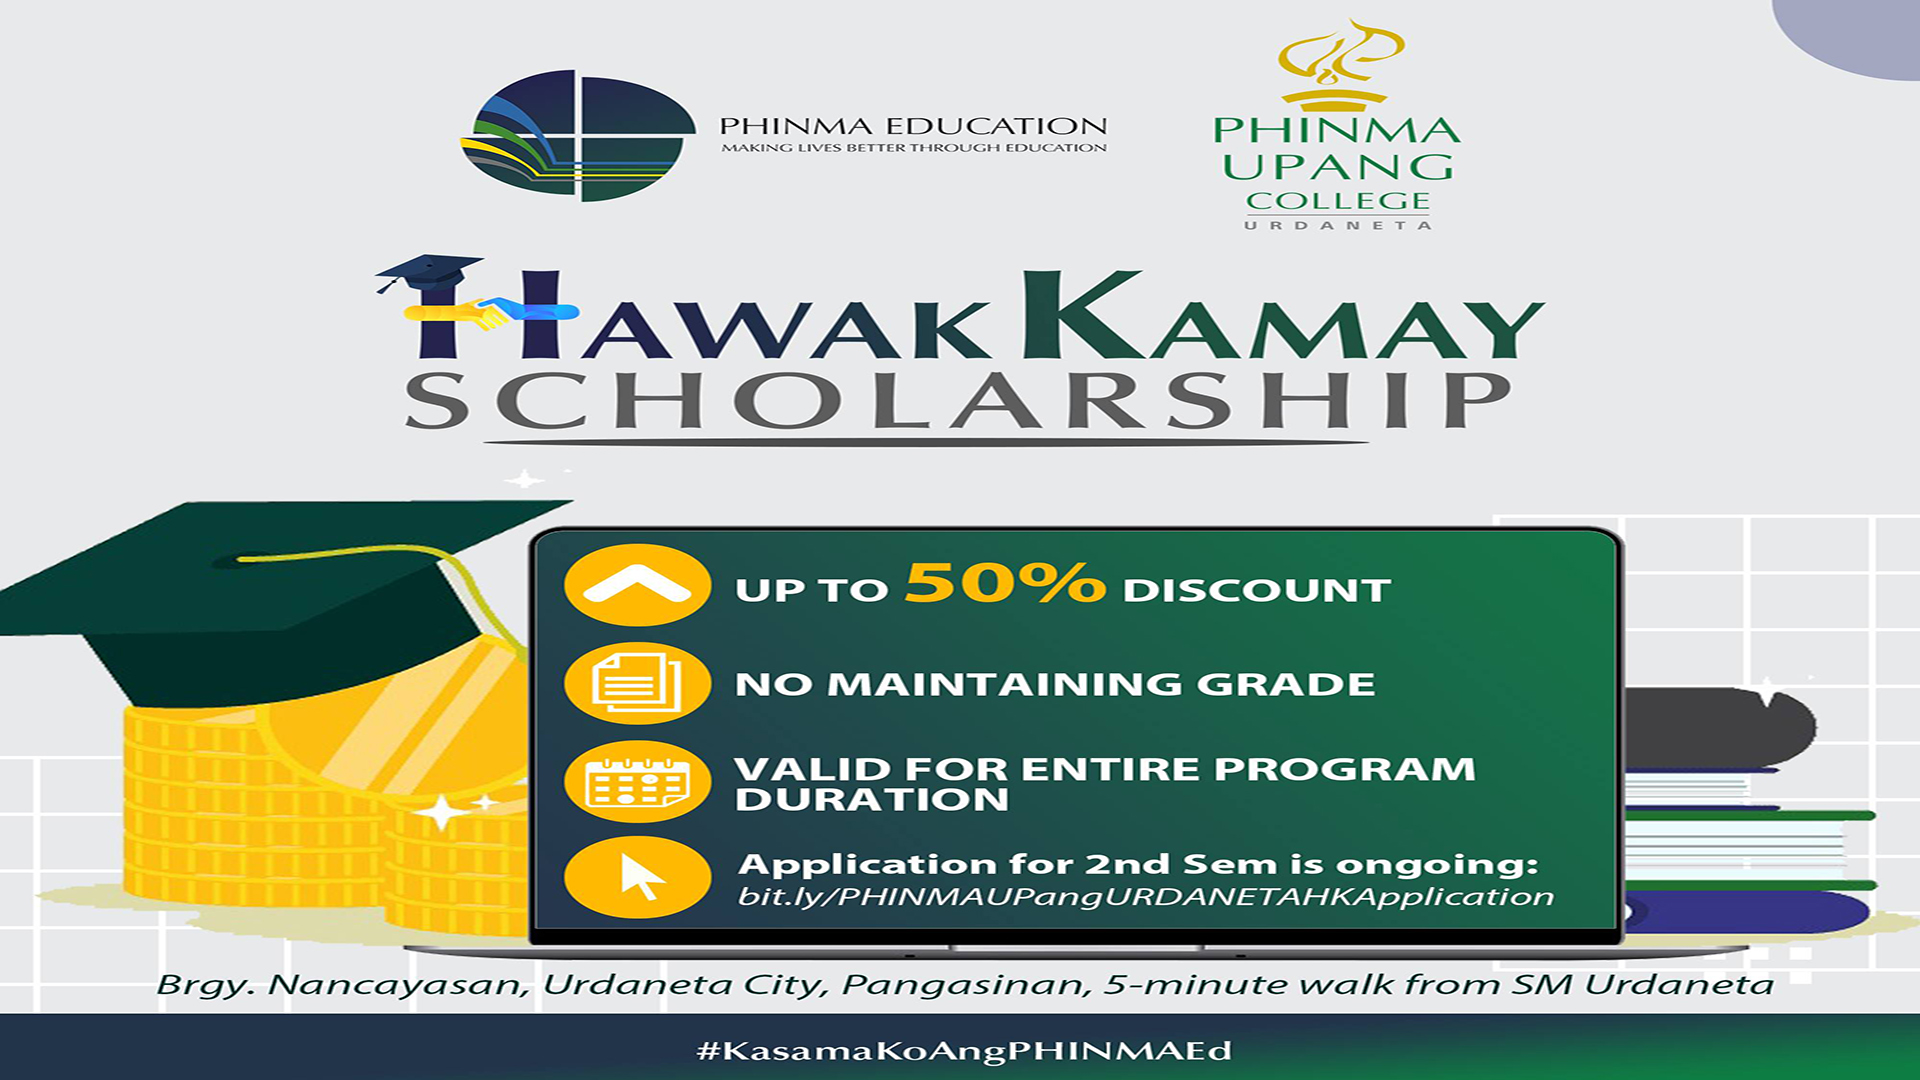 PHINMA EDUCATION
MAKING LIVES BETTER THROUGH EDUCATION
PHINMA
UPANG
COLLEGE
URDANETA
HAWAK KAMAY
SCHOLARSHIP
UP TO 50% DISCOUNT
NO MAINTAINING GRADE
VALID FOR ENTIRE PROGRAM
DURATION
Application for 2nd Sem is ongoing:
bit.ly/PHINMAUPangURDANETAHKApplication
Brgy. Nancayasan, Urdaneta City, Pangasinan, 5-minute walk from SM Urdaneta
#KasamaKoAngPHINMAEd